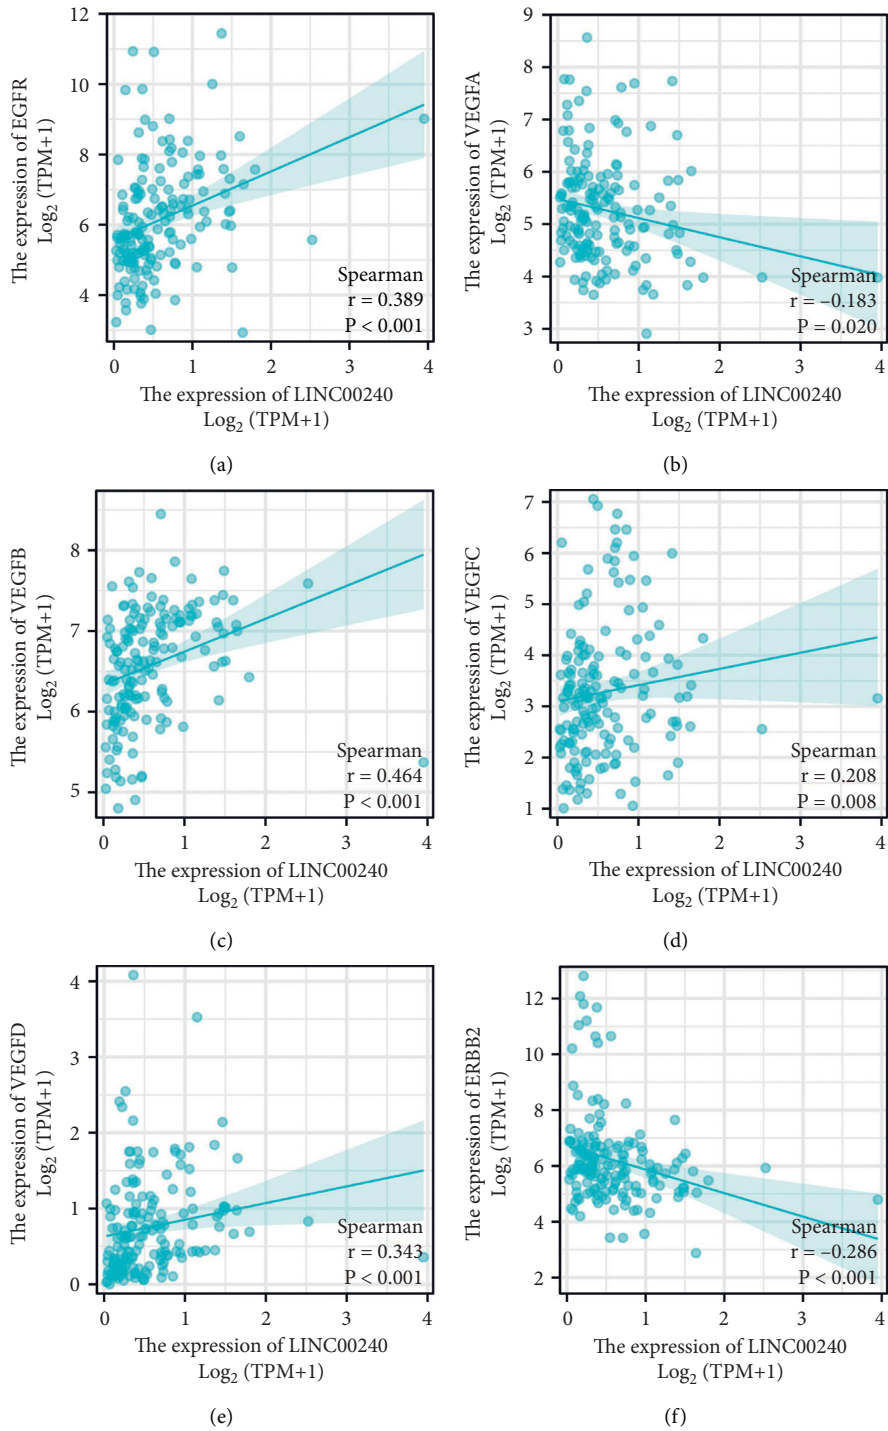 The expression of EGFR
Log2 (TPM+1)
12
10
8
6
4
Spearman
r = 0.389
P < 0.001
0 1 2 3 4
The expression of LINC00240
Log2 (TPM+1)
(a)
The expression of VEGFA
Log2 (TPM+1)
9
8
7
6
5
4
3
Spearman
r = −0.183
P = 0.020
0 1 2 3 4
The expression of LINC00240
Log2 (TPM+1)
(b)
The expression of VEGFB
Log2 (TPM+1)
8
7
6
5
Spearman
r = 0.464
P < 0.001
0 1 2 3 4
The expression of LINC00240
Log2 (TPM+1)
(c)
The expression of VEGFC
Log2 (TPM+1)
7
6
5
4
3
2
1
Spearman
r = 0.208
P = 0.008
0 1 2 3 4
The expression of LINC00240
Log2 (TPM+1)
(d)
The expression of VEGFD
Log2 (TPM+1)
4
3
2
1
0
Spearman
r = 0.343
P < 0.001
0 1 2 3 4
The expression of LINC00240
Log2 (TPM+1)
(e)
The expression of ERBB2
Log2 (TPM+1)
12
10
8
6
4
2
Spearman
r = −0.286
P < 0.001
0 1 2 3 4
The expression of LINC00240
Log2 (TPM+1)
(f)